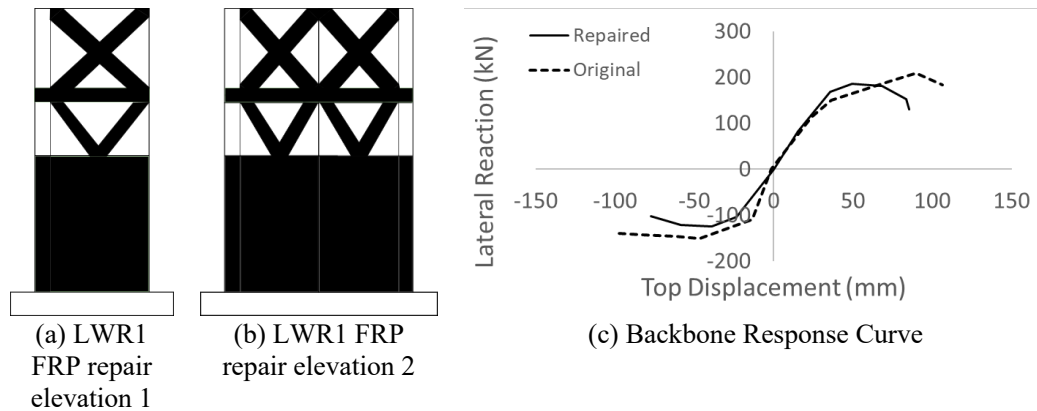 300
Repaired
Original
200
100
0
-150 -100 -50 0 50 100 150
-100
-200
Lateral Reaction (kN)
Top Displacement (mm)
(a) LWR1
FRP repair
elevation 1
(b) LWR1 FRP
repair elevation 2
(c) Backbone Response Curve